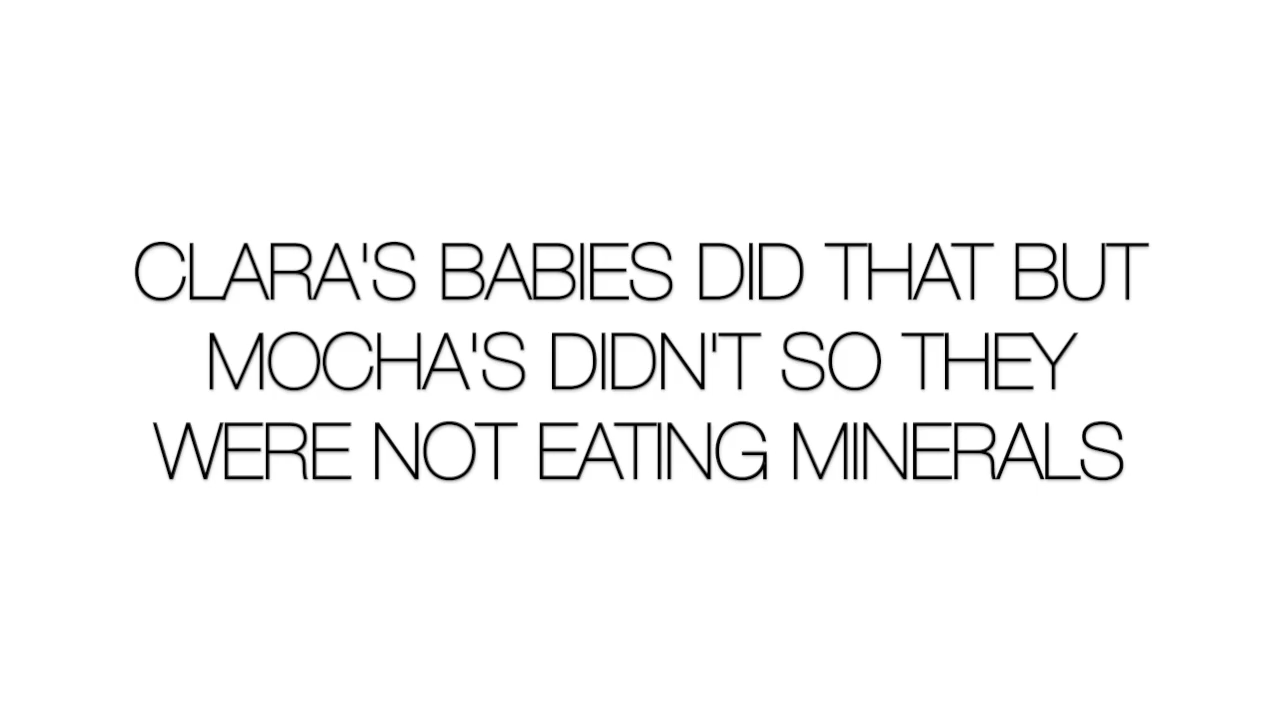 CLARA'S BABIES DID THAT BUT
MOCHA'S DIDN'T SO THEY
WERE NOT EATING MINERALS